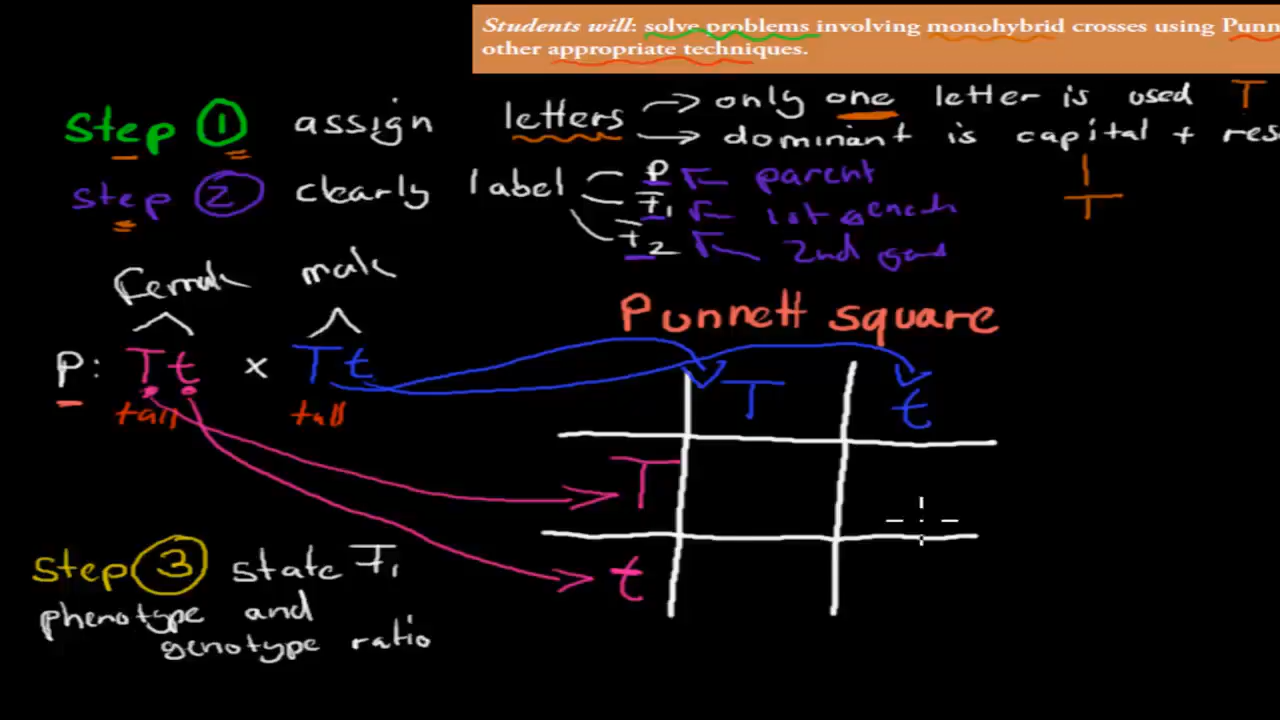 Students will: solve problems involving monohybrid crosses using Punn
other appropriate techniques.
step 1 assign letters → only one letter is used T
→ dominant is capital + res
step 2 clearly label P ← parent
F1 ← 1st
F2 ← 2nd
Female male
Punnett square
P: Tt x Tt
tall tall
T t
T
t
step 3 state F1
phenotype and
genotype ratio